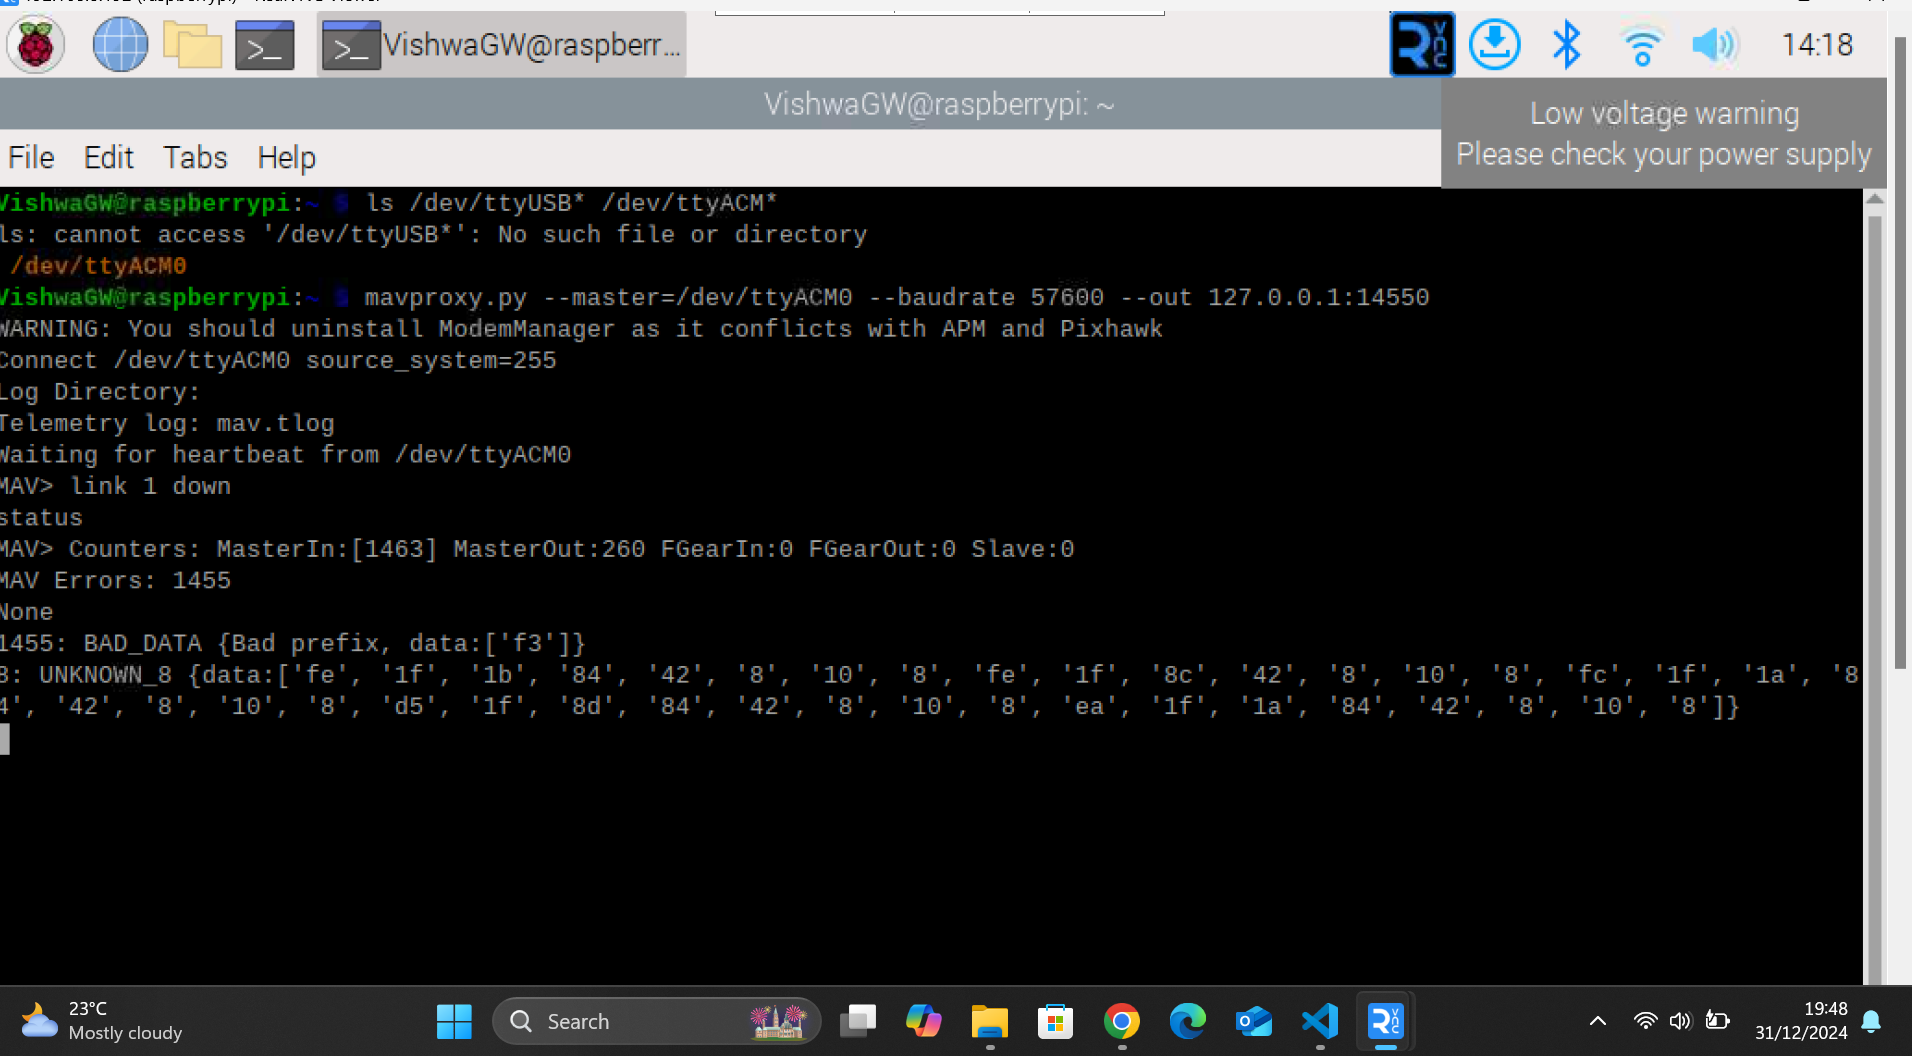 VishwaGW@raspberr...
14:18
VishwaGW@raspberrypi: ~
Low voltage warning
Please check your power supply
File Edit Tabs Help
VishwaGW@raspberrypi:~ $ ls /dev/ttyUSB* /dev/ttyACM*
ls: cannot access '/dev/ttyUSB*': No such file or directory
/dev/ttyACM0
VishwaGW@raspberrypi:~ $ mavproxy.py --master=/dev/ttyACM0 --baudrate 57600 --out 127.0.0.1:14550
WARNING: You should uninstall ModemManager as it conflicts with APM and Pixhawk
Connect /dev/ttyACM0 source_system=255
Log Directory:
Telemetry log: mav.tlog
Waiting for heartbeat from /dev/ttyACM0
MAV> link 1 down
status
MAV> Counters: MasterIn:[1463] MasterOut:260 FGearIn:0 FGearOut:0 Slave:0
MAV Errors: 1455
None
1455: BAD_DATA {Bad prefix, data:['f3']}
8: UNKNOWN_8 {data:['fe', '1f', '1b', '84', '42', '8', '10', '8', 'fe', '1f', '8c', '42', '8', '10', '8', 'fc', '1f', '1a', '8
4', '42', '8', '10', '8', 'd5', '1f', '8d', '84', '42', '8', '10', '8', 'ea', '1f', '1a', '84', '42', '8', '10', '8']}
23°C
Mostly cloudy
Search
19:48
31/12/2024